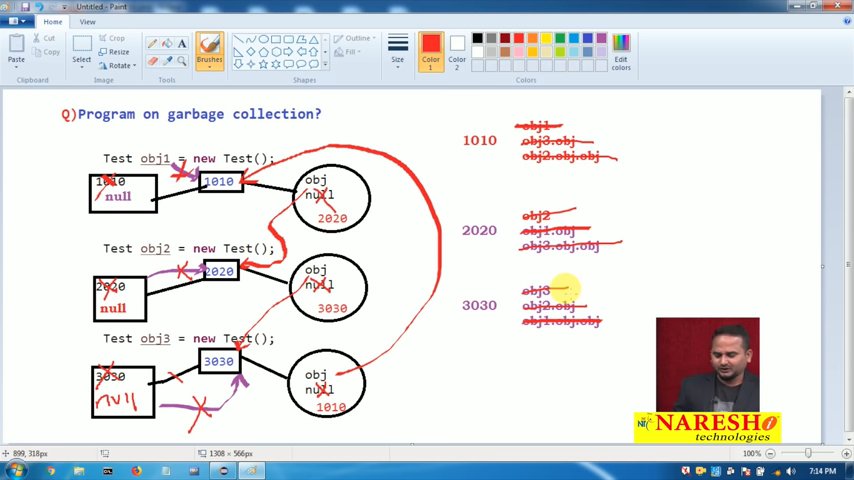 Untitled - Paint
Home
View
Paste
Cut
Copy
Clipboard
Select
Crop
Resize
Rotate
Image
Tools
Brushes
Shapes
Outline
Fill
Size
Color 1
Color 2
Colors
Edit colors
Q)Program on garbage collection?
Test obj1 = new Test();
1010
null
1010
obj
null
2020
Test obj2 = new Test();
2020
null
2020
obj
null
3030
Test obj3 = new Test();
3030
null
3030
obj
null
1010
1010
obj1
obj3.obj
obj2.obj.obj
2020
obj2
obj1.obj
obj3.obj.obj
3030
obj3
obj2.obj
obj1.obj.obj
NARESH
technologies
899, 318px
1308 × 566px
100%
7:14 PM